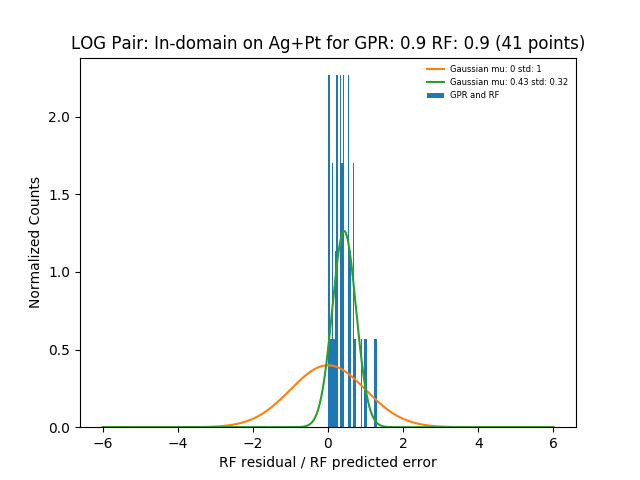 LOG Pair: In-domain on Ag+Pt for GPR: 0.9 RF: 0.9 (41 points)
Gaussian mu: 0 std: 1
Gaussian mu: 0.43 std: 0.32
GPR and RF
Normalized Counts
2.0
1.5
1.0
0.5
0.0
−6 −4 −2 0 2 4 6
RF residual / RF predicted error